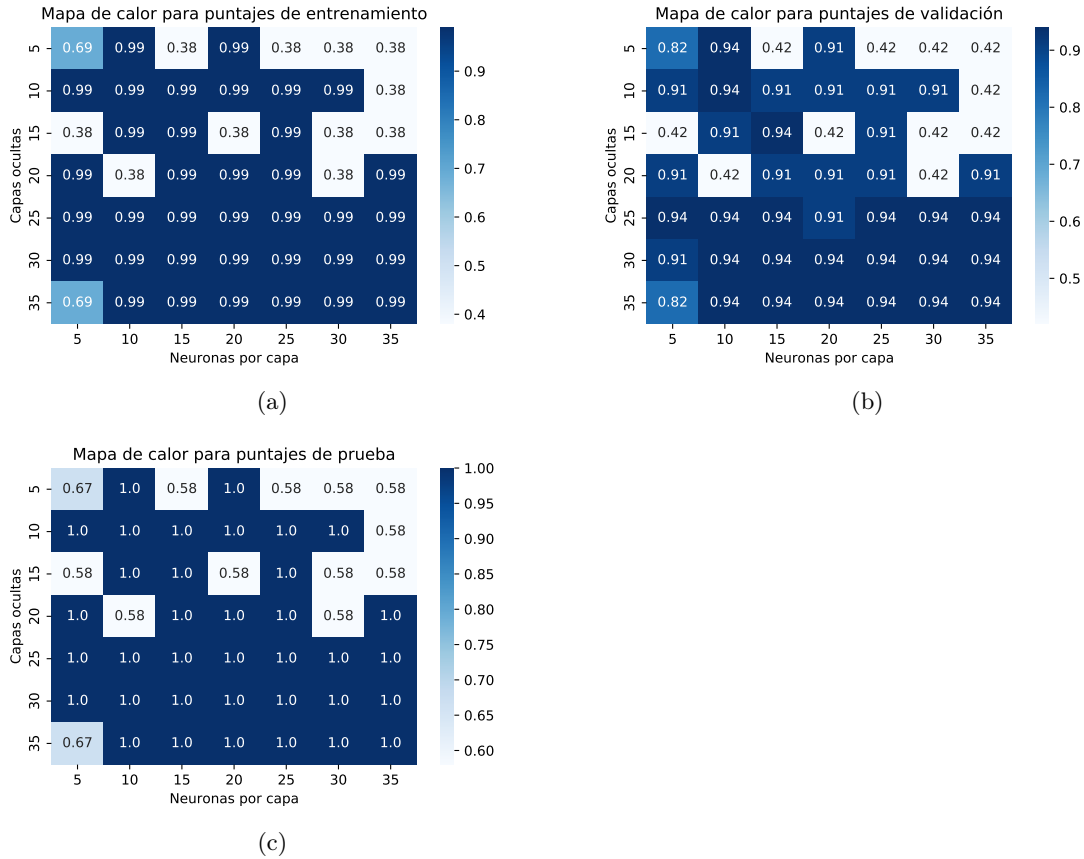 Mapa de calor para puntajes de entrenamiento
5 0.69 0.99 0.38 0.99 0.38 0.38 0.38
10 0.99 0.99 0.99 0.99 0.99 0.99 0.38
15 0.38 0.99 0.99 0.38 0.99 0.38 0.38
20 0.99 0.38 0.99 0.99 0.99 0.38 0.99
25 0.99 0.99 0.99 0.99 0.99 0.99 0.99
30 0.99 0.99 0.99 0.99 0.99 0.99 0.99
35 0.69 0.99 0.99 0.99 0.99 0.99 0.99
5 10 15 20 25 30 35
Capas ocultas
Neuronas por capa
0.9
0.8
0.7
0.6
0.5
0.4
(a)
Mapa de calor para puntajes de validación
5 0.82 0.94 0.42 0.91 0.42 0.42 0.42
10 0.91 0.94 0.91 0.91 0.91 0.91 0.42
15 0.42 0.91 0.94 0.42 0.91 0.42 0.42
20 0.91 0.42 0.91 0.91 0.91 0.42 0.91
25 0.94 0.94 0.94 0.91 0.94 0.94 0.94
30 0.91 0.94 0.94 0.94 0.94 0.94 0.94
35 0.82 0.94 0.94 0.94 0.94 0.94 0.94
5 10 15 20 25 30 35
Capas ocultas
Neuronas por capa
0.9
0.8
0.7
0.6
0.5
(b)
Mapa de calor para puntajes de prueba
5 0.67 1.0 0.58 1.0 0.58 0.58 0.58
10 1.0 1.0 1.0 1.0 1.0 1.0 0.58
15 0.58 1.0 1.0 0.58 1.0 0.58 0.58
20 1.0 0.58 1.0 1.0 1.0 0.58 1.0
25 1.0 1.0 1.0 1.0 1.0 1.0 1.0
30 1.0 1.0 1.0 1.0 1.0 1.0 1.0
35 0.67 1.0 1.0 1.0 1.0 1.0 1.0
5 10 15 20 25 30 35
Capas ocultas
Neuronas por capa
1.00
0.95
0.90
0.85
0.80
0.75
0.70
0.65
0.60
(c)